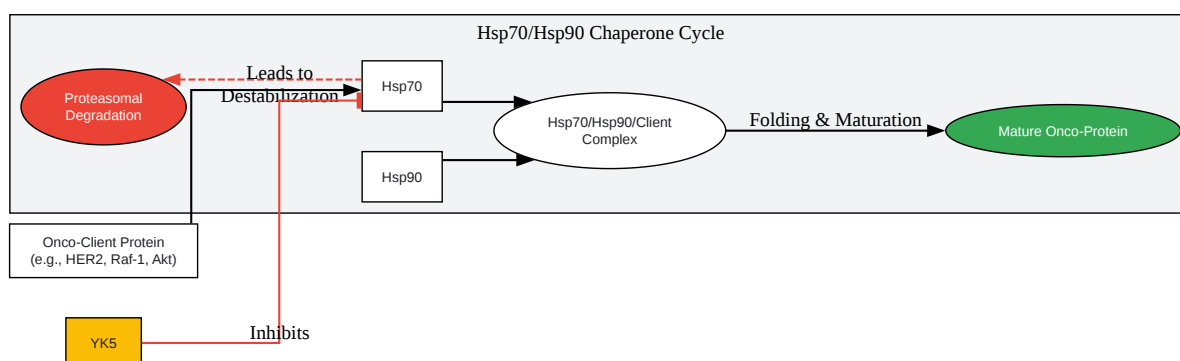 Hsp70/Hsp90 Chaperone Cycle
Leads to
Destabilization
Proteasomal
Degradation
Hsp70
Hsp90
Hsp70/Hsp90/Client
Complex
Folding & Maturation
Mature Onco-Protein
Onco-Client Protein
(e.g., HER2, Raf-1, Akt)
Inhibits
YK5